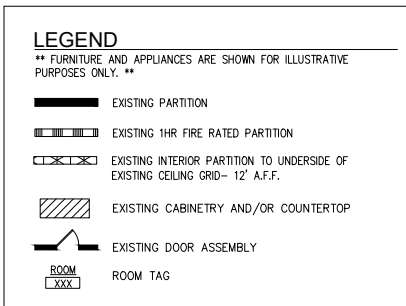 LEGEND
** FURNITURE AND APPLIANCES ARE SHOWN FOR ILLUSTRATIVE
PURPOSES ONLY. **
EXISTING PARTITION
EXISTING 1HR FIRE RATED PARTITION
EXISTING INTERIOR PARTITION TO UNDERSIDE OF
EXISTING CEILING GRID– 12' A.F.F.
EXISTING CABINETRY AND/OR COUNTERTOP
EXISTING DOOR ASSEMBLY
ROOM
XXX
ROOM TAG